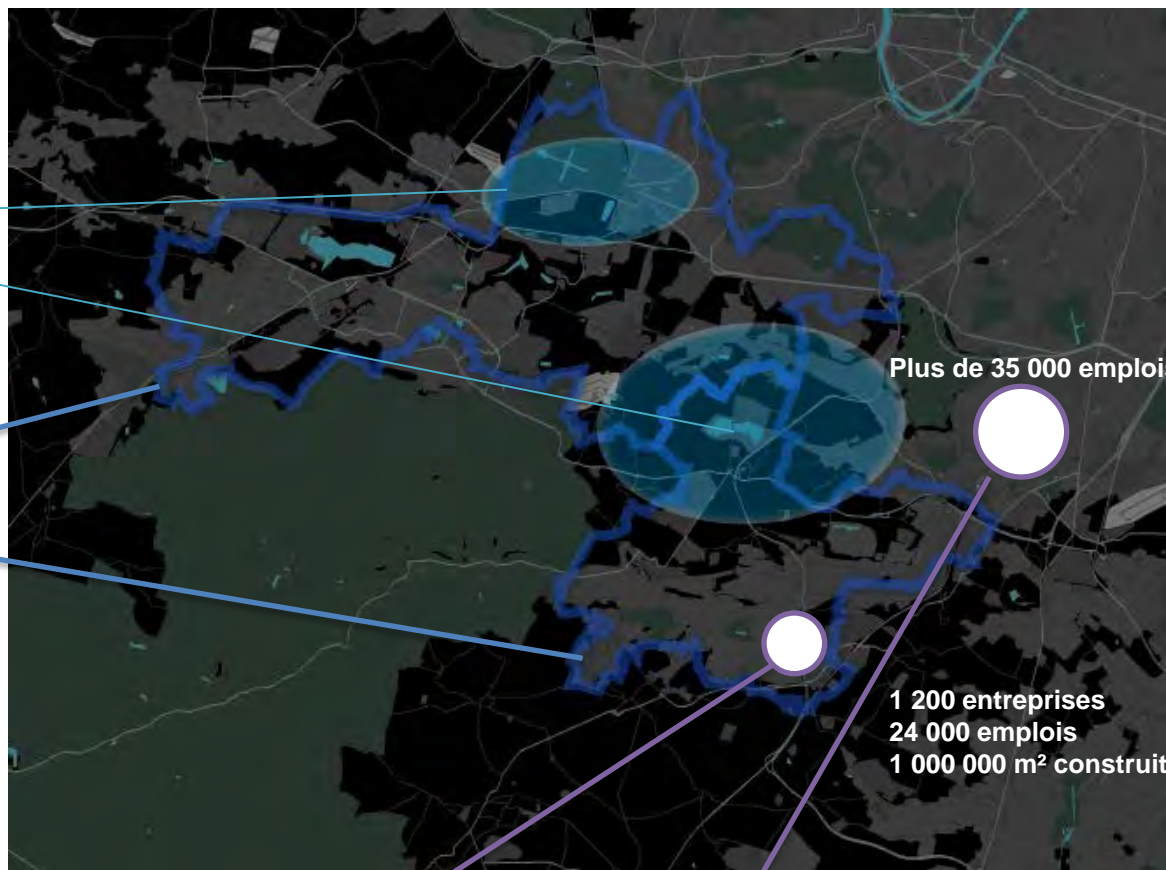 Plus de 35 000 emplois
1 200 entreprises
24 000 emplois
1 000 000 m² construit